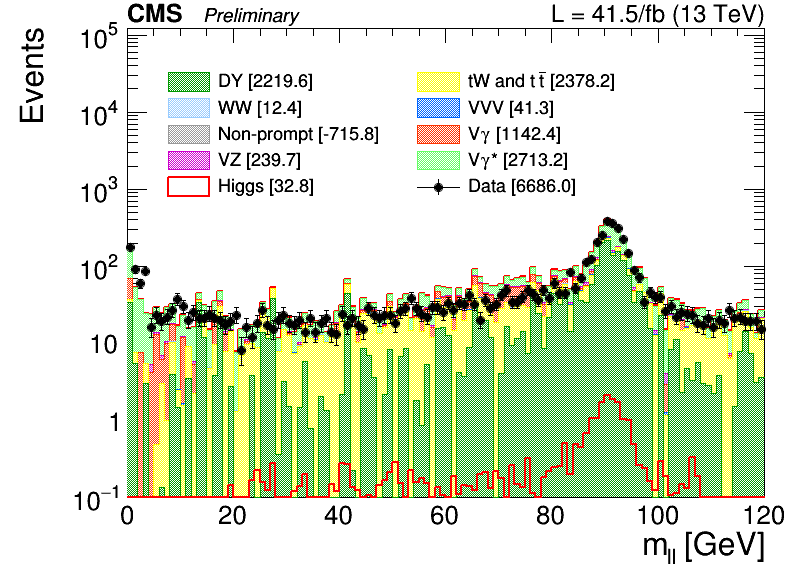 CMS Preliminary L = 41.5/fb (13 TeV)
Events
10⁵
10⁴
10³
10²
10
1
10⁻¹
DY [2219.6]
tW and tt̅ [2378.2]
WW [12.4]
VVV [41.3]
Non-prompt [-715.8]
Vγ [1142.4]
VZ [239.7]
Vγ* [2713.2]
Higgs [32.8]
Data [6686.0]
0 20 40 60 80 100 120
m_ll [GeV]